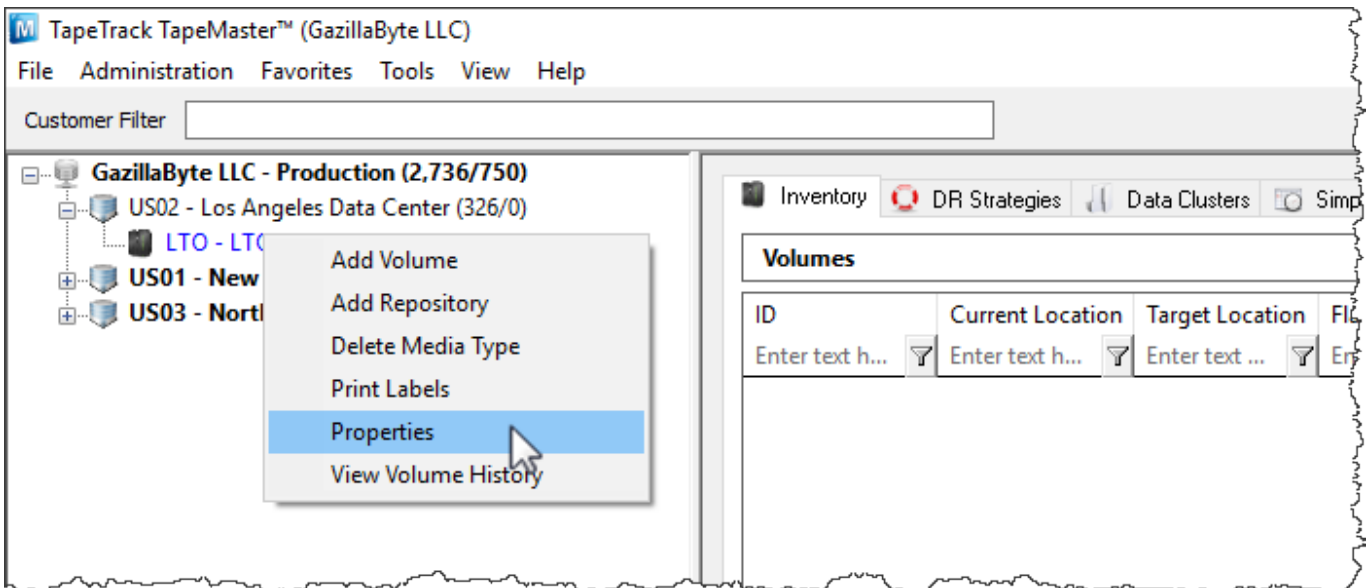 TapeTrack TapeMaster™ (GazillaByte LLC)
File Administration Favorites Tools View Help
Customer Filter
GazillaByte LLC - Production (2,736/750)
US02 - Los Angeles Data Center (326/0)
LTO -
US01 - New
US03 -
Add Volume
Add Repository
Delete Media Type
Print Labels
Properties
View Volume History
Inventory DR Strategies Data Clusters
Volumes
ID Current Location Target Location
Enter text h... Enter text h... Enter text ...